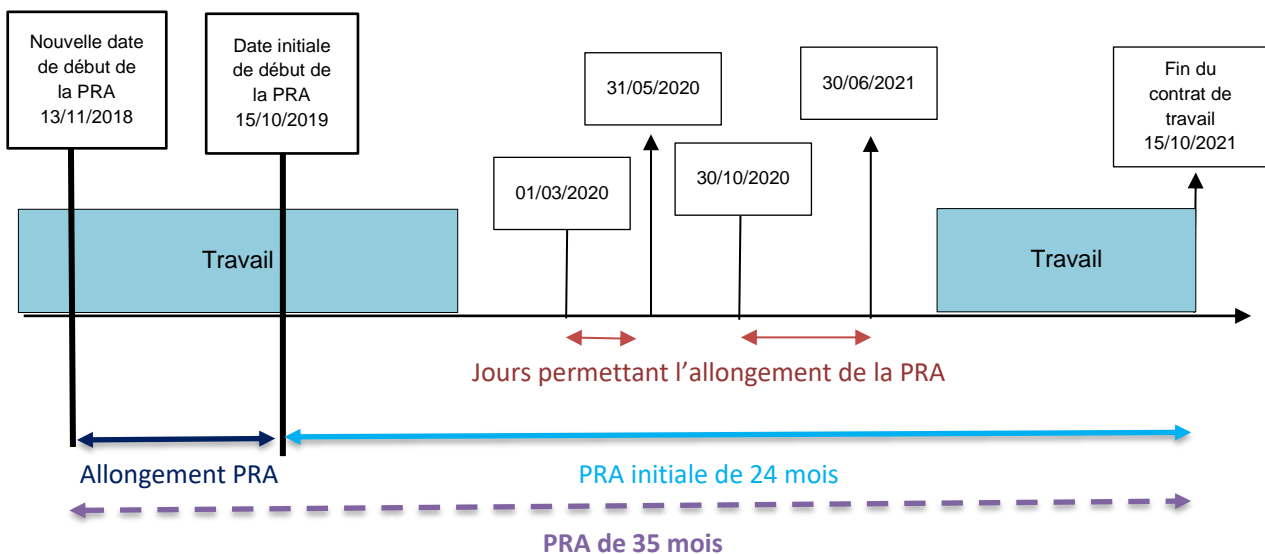 Nouvelle date
de début de
la PRA
13/11/2018
Date initiale
de début de
la PRA
15/10/2019
31/05/2020
30/06/2021
Fin du
contrat de
travail
15/10/2021
01/03/2020
30/10/2020
Travail
Travail
Jours permettant l’allongement de la PRA
Allongement PRA
PRA initiale de 24 mois
PRA de 35 mois